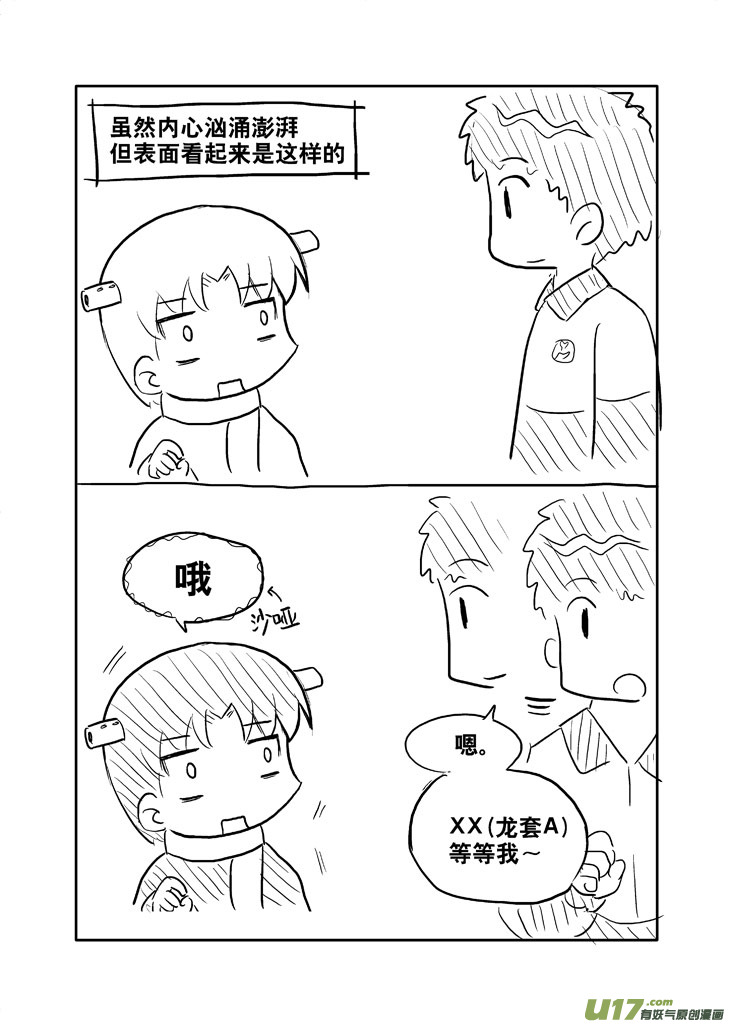 虽然内心汹涌澎湃
但表面看起来是这样的
哦
沙哑
嗯。
XX(龙套A)
等等我～
U17.com
有妖气原创漫画